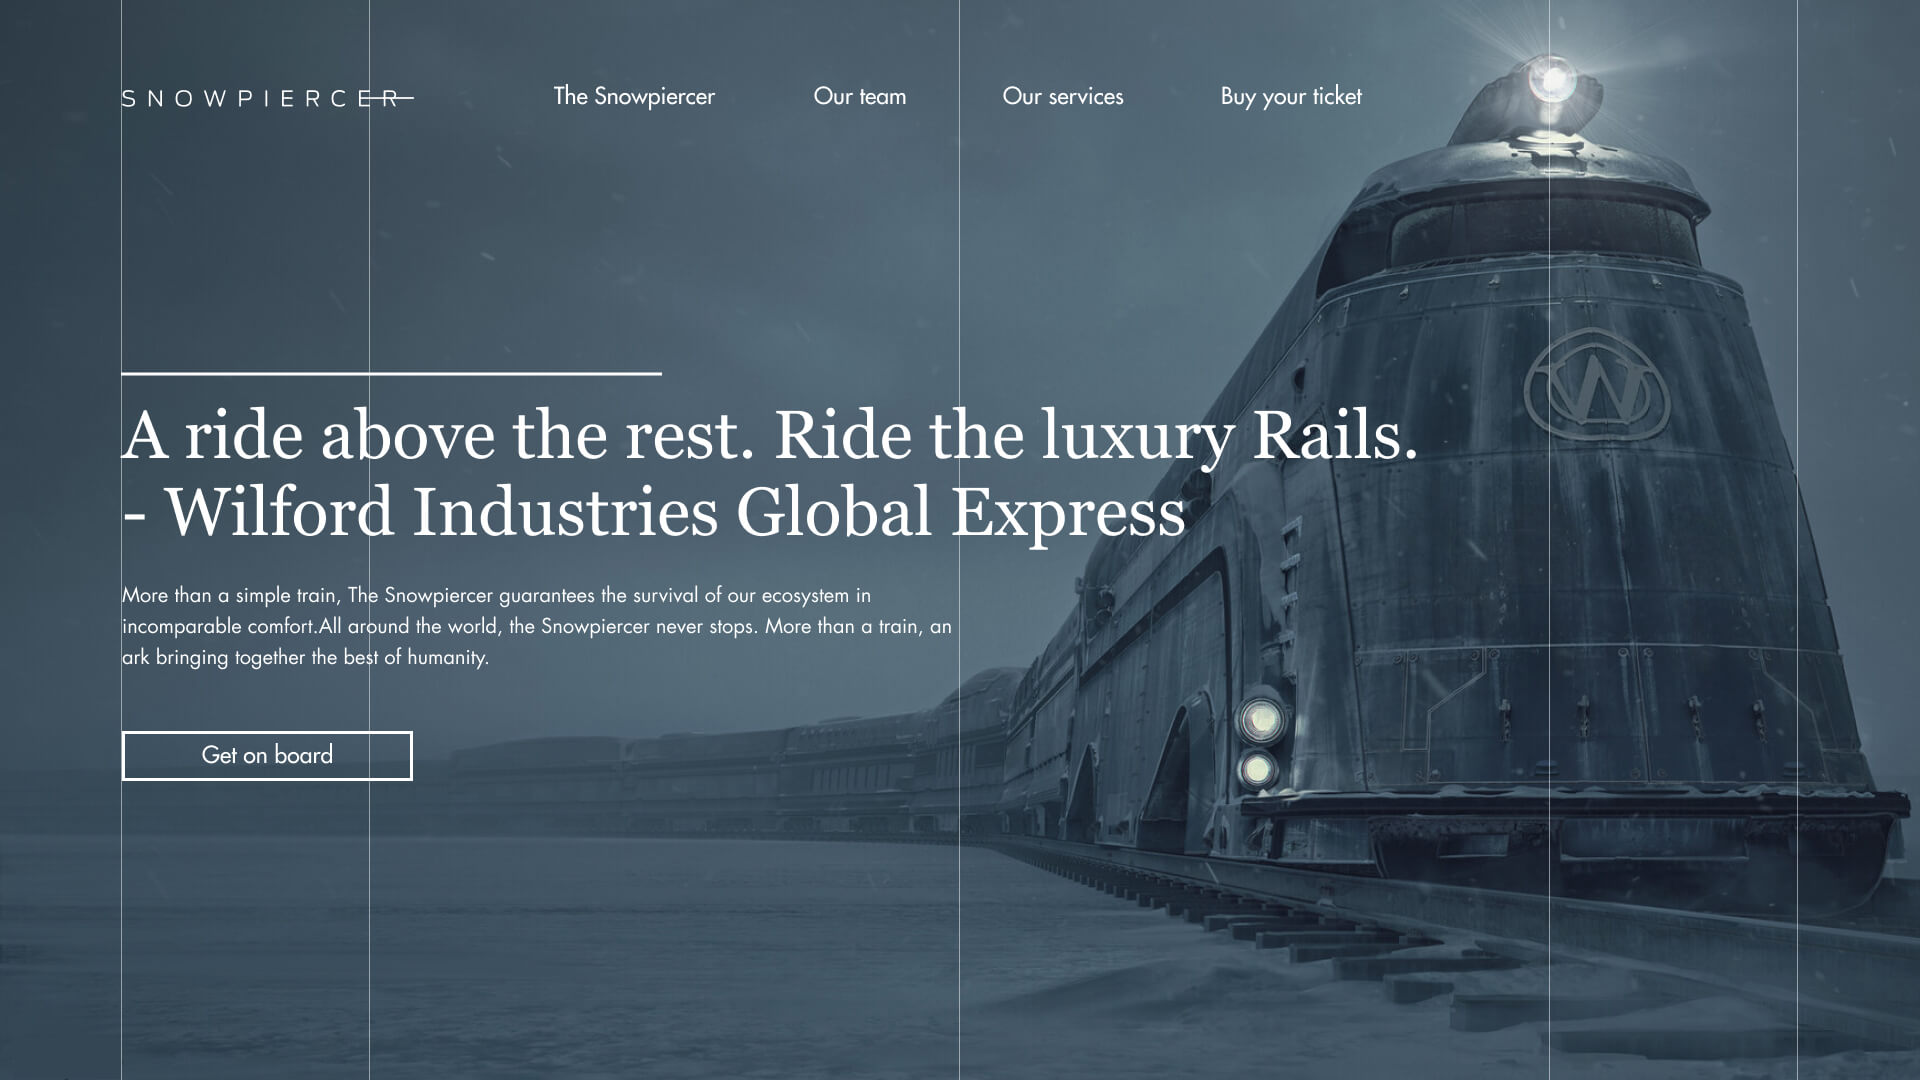 SNOWPIERCER
The Snowpiercer
Our team
Our services
Buy your ticket
W
A ride above the rest. Ride the luxury Rails.
- Wilford Industries Global Express
More than a simple train, The Snowpiercer guarantees the survival of our ecosystem in
incomparable comfort.All around the world, the Snowpiercer never stops. More than a train, an
ark bringing together the best of humanity.
Get on board